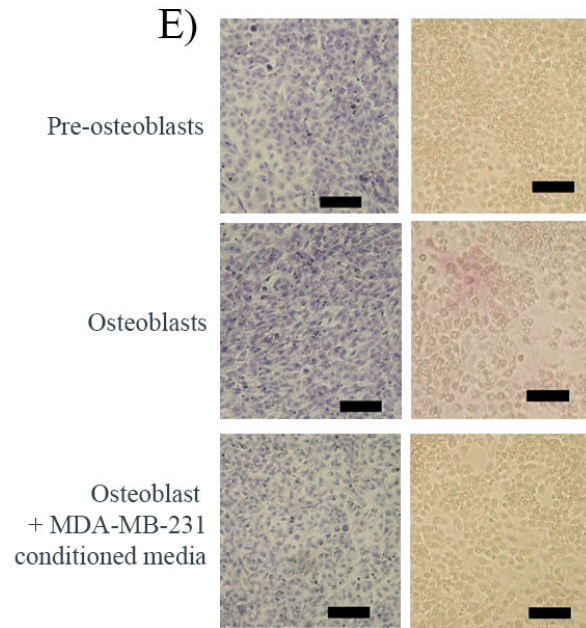 E)
Pre-osteoblasts
Osteoblasts
Osteoblast
+ MDA-MB-231
conditioned media